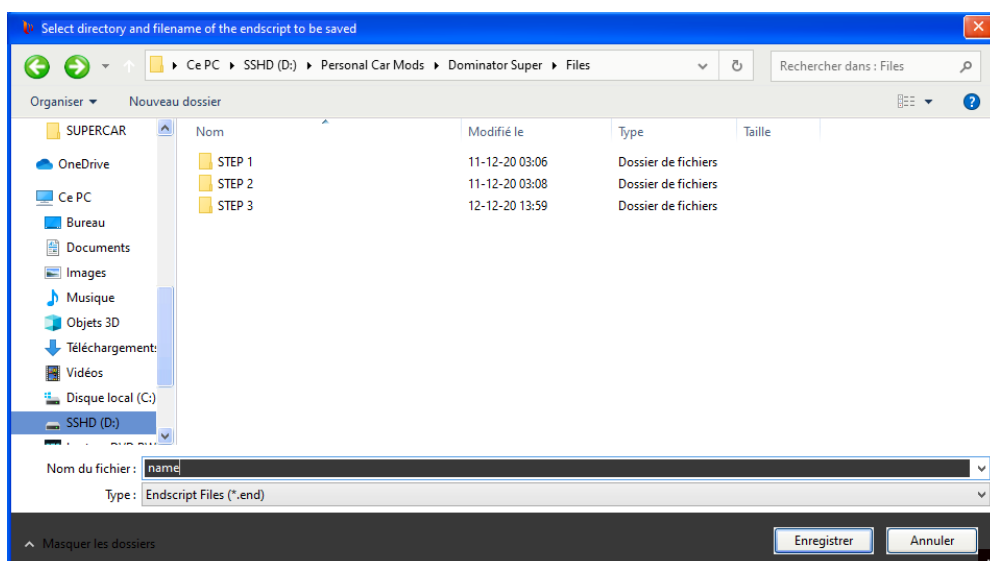 Select directory and filename of the endscript to be saved
Ce PC SSHD (D:) Personal Car Mods Dominator Super Files
Rechercher dans : Files
Organiser Nouveau dossier
SUPERCAR
OneDrive
Ce PC
Bureau
Documents
Images
Musique
Objets 3D
Téléchargements
Vidéos
Disque local (C:)
SSHD (D:)
Nom Modifié le Type Taille
STEP 1 11-12-20 03:06 Dossier de fichiers
STEP 2 11-12-20 03:08 Dossier de fichiers
STEP 3 12-12-20 13:59 Dossier de fichiers
Nom du fichier : name
Type : Endscript Files (*.end)
Masquer les dossiers
Enregistrer Annuler